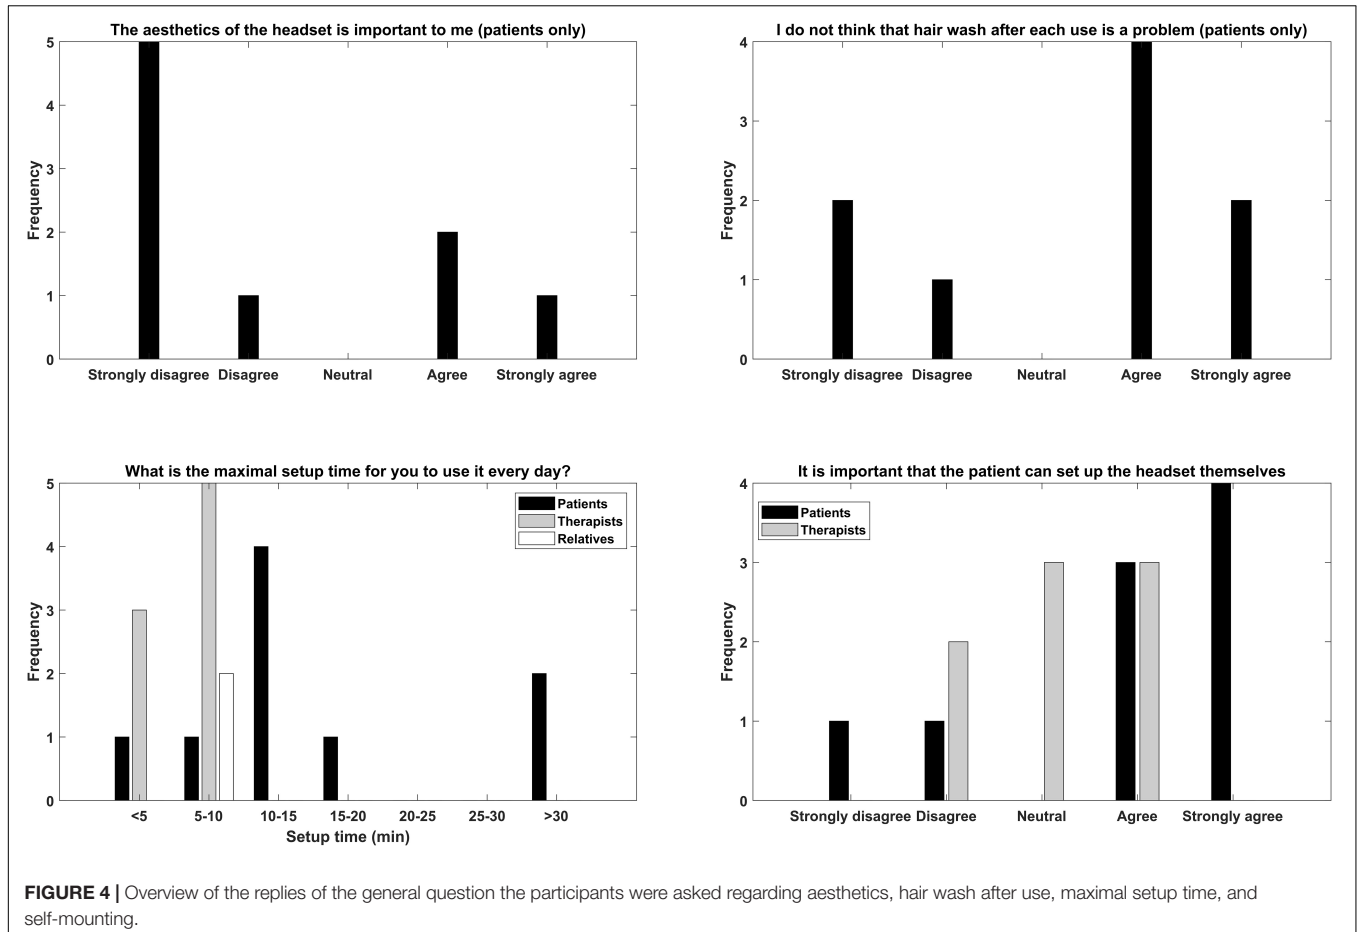 The aesthetics of the headset is important to me (patients only)
5
4
3
2
1
0
Frequency
Strongly disagree Disagree Neutral Agree Strongly agree
I do not think that hair wash after each use is a problem (patients only)
4
3
2
1
0
Frequency
Strongly disagree Disagree Neutral Agree Strongly agree
What is the maximal setup time for you to use it every day?
5
4
3
2
1
0
Frequency
Patients
Therapists
Relatives
<5 5-10 10-15 15-20 20-25 25-30 >30
Setup time (min)
It is important that the patient can set up the headset themselves
4
3
2
1
0
Frequency
Patients
Therapists
Strongly disagree Disagree Neutral Agree Strongly agree
FIGURE 4 | Overview of the replies of the general question the participants were asked regarding aesthetics, hair wash after use, maximal setup time, and
self-mounting.